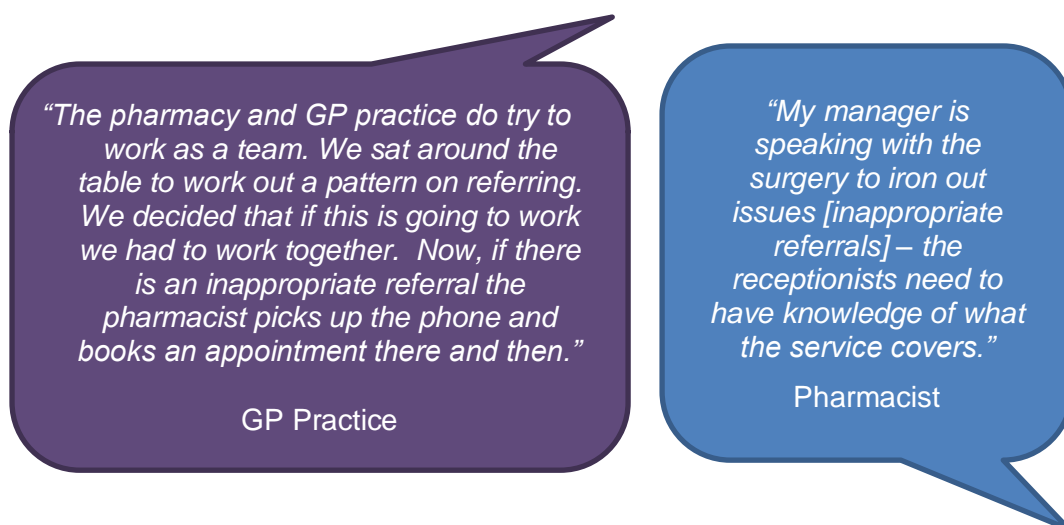 “The pharmacy and GP practice do try to
work as a team. We sat around the
table to work out a pattern on referring.
We decided that if this is going to work
we had to work together.  Now, if there
is an inappropriate referral the
pharmacist picks up the phone and
books an appointment there and then.”
GP Practice
“My manager is
speaking with the
surgery to iron out
issues [inappropriate
referrals] – the
receptionists need to
have knowledge of what
the service covers.”
Pharmacist